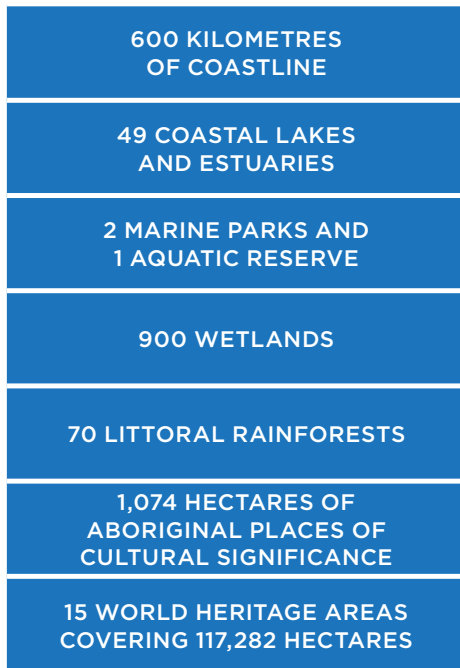 600 KILOMETRES
OF COASTLINE
49 COASTAL LAKES
AND ESTUARIES
2 MARINE PARKS AND
1 AQUATIC RESERVE
900 WETLANDS
70 LITTORAL RAINFORESTS
1,074 HECTARES OF
ABORIGINAL PLACES OF
CULTURAL SIGNIFICANCE
15 WORLD HERITAGE AREAS
COVERING 117,282 HECTARES